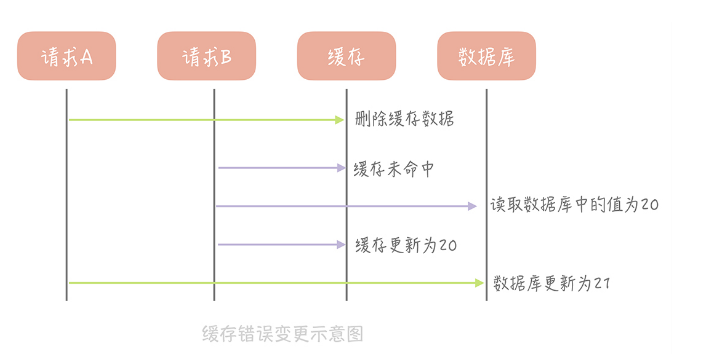 请求A
请求B
缓存
数据库
删除缓存数据
缓存未命中
读取数据库中的值为20
缓存更新为20
数据库更新为21
缓存错误变更示意图